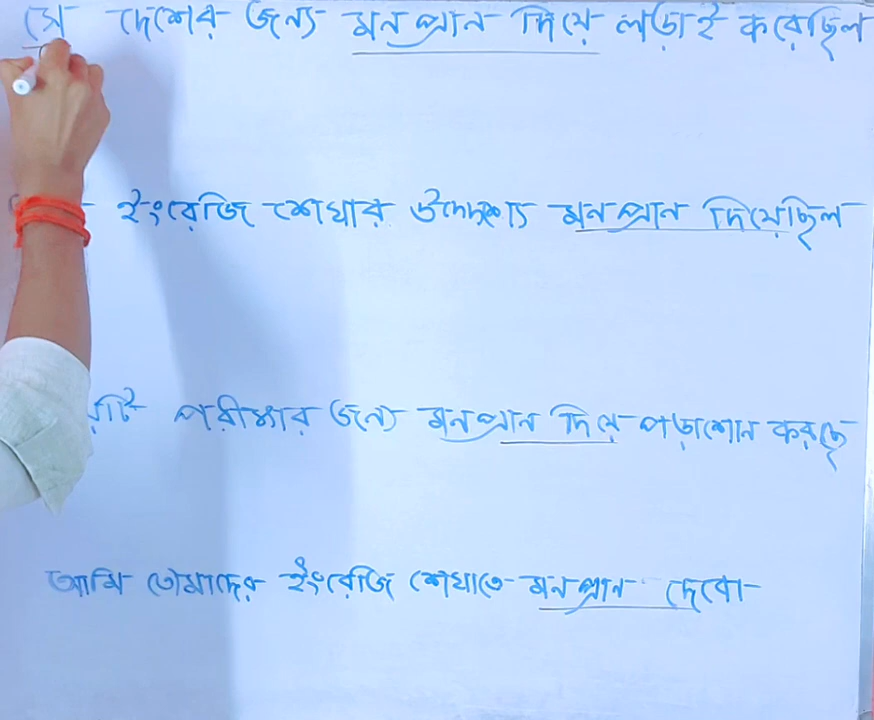 সে দেশের জন্য মনপ্রান দিয়ে লড়াই করেছিল
ইংরেজি শেখার উদ্দেশ্যে মনপ্রান দিয়েছিল
পরীক্ষার জন্য মনপ্রান দিয়ে পড়াশোন করছে
আমি তোমাদের ইংরেজি শেখাতে মনপ্রান দেবো